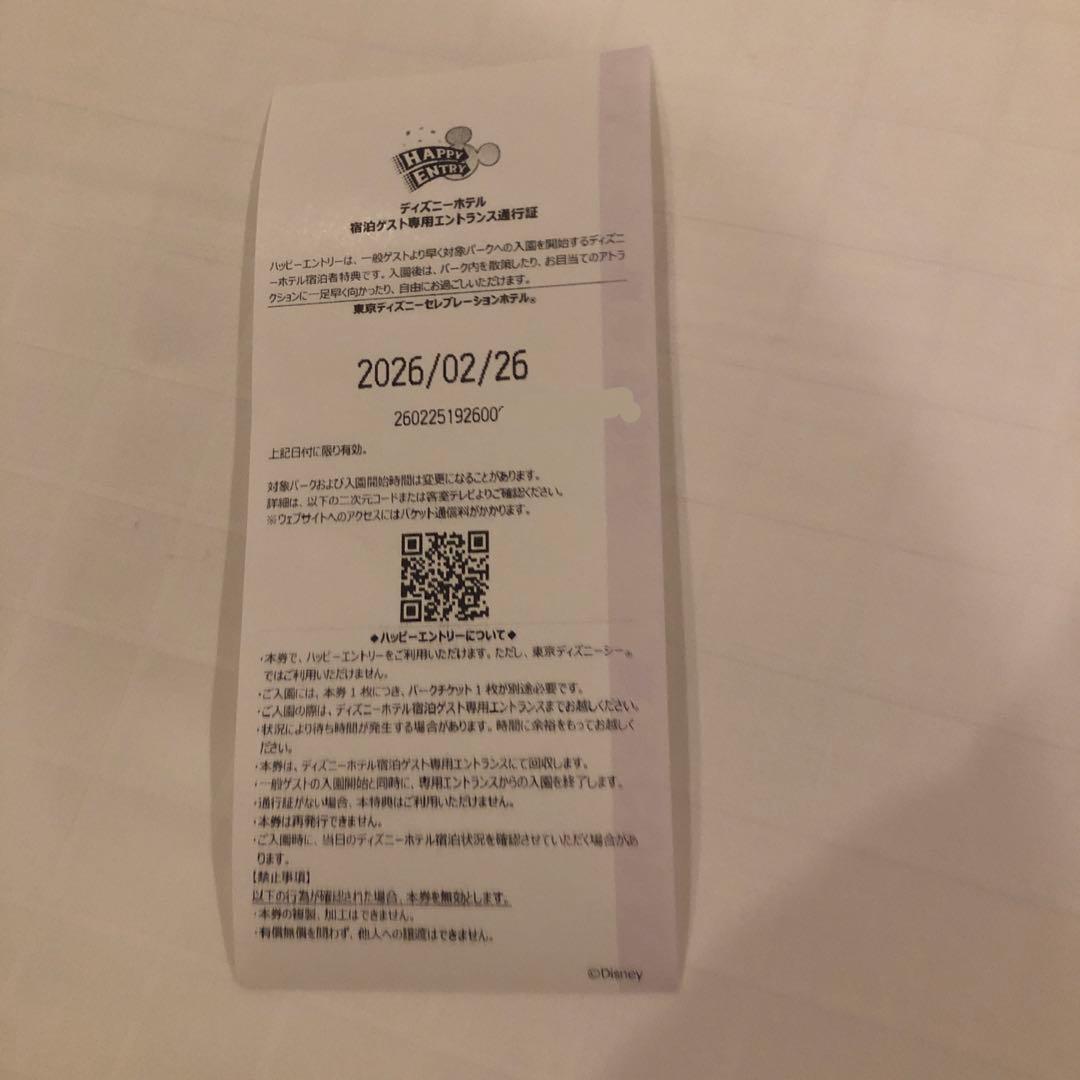 HAPPY
ENTRY
ディズニーホテル
宿泊ゲスト専用エントランス通行証
ハッピーエントリーは、一般ゲストより早く対象パークへの入園を開始するディズニ
ーホテル宿泊者特典です。入園後は、パーク内を散策したり、お目当てのアトラ
クションに一足早く向かったり、自由にお過ごしいただけます。
東京ディズニーセレブレーションホテル®
2026/02/26
260225192600
上記日付に限り有効。
対象パークおよび入園開始時間は変更になることがあります。
詳細は、以下の二次元コードまたは客室テレビよりご確認ください。
※ウェブサイトへのアクセスにはパケット通信料がかかります。
◆ハッピーエントリーについて◆
・本券で、ハッピーエントリーをご利用いただけます。ただし、東京ディズニーシー®
ではご利用いただけません。
・ご入園には、本券1枚につき、パークチケット1枚が別途必要です。
・ご入園の際は、ディズニーホテル宿泊ゲスト専用エントランスまでお越しください。
・状況により待ち時間が発生する場合があります。時間に余裕をもってお越しく
ださい。
・本券は、ディズニーホテル宿泊ゲスト専用エントランスにて回収します。
・一般ゲストの入園開始と同時に、専用エントランスからの入園を終了します。
・通行証がない場合、本特典はご利用いただけません。
・本券は再発行できません。
・ご入園時に、当日のディズニーホテル宿泊状況を確認させていただく場合があ
ります。
【禁止事項】
以下の行為が確認された場合、本券を無効とします。
・本券の複製、加工はできません。
・有償無償を問わず、他人への譲渡はできません。
©Disney